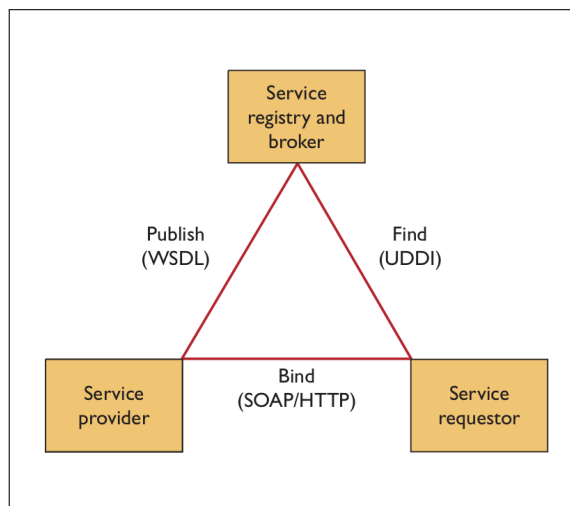 Service
registry and
broker
Publish
(WSDL)
Find
(UDDI)
Service
provider
Bind
(SOAP/HTTP)
Service
requestor